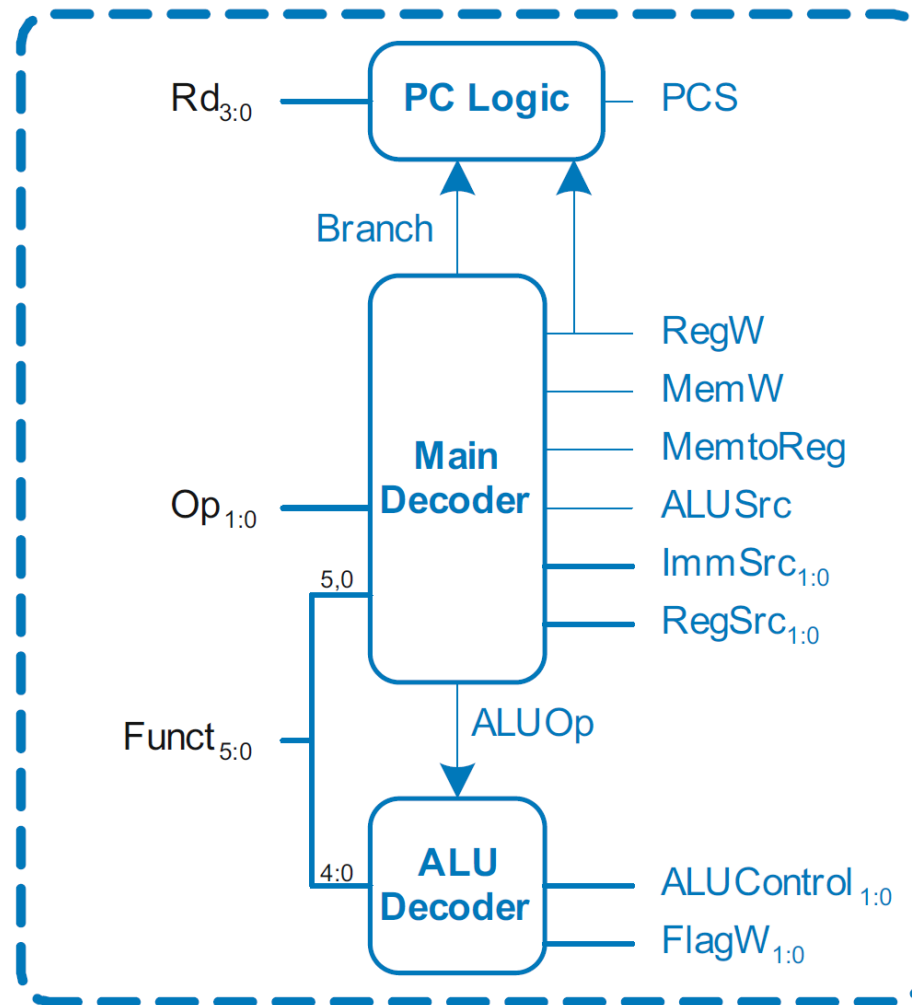 Rd3:0
PC Logic
PCS
Branch
RegW
MemW
MemtoReg
Main
Decoder
Op1:0
ALUSrc
5,0
ImmSrc1:0
RegSrc1:0
ALUOp
Funct5:0
4:0
ALU
Decoder
ALUControl1:0
FlagW1:0